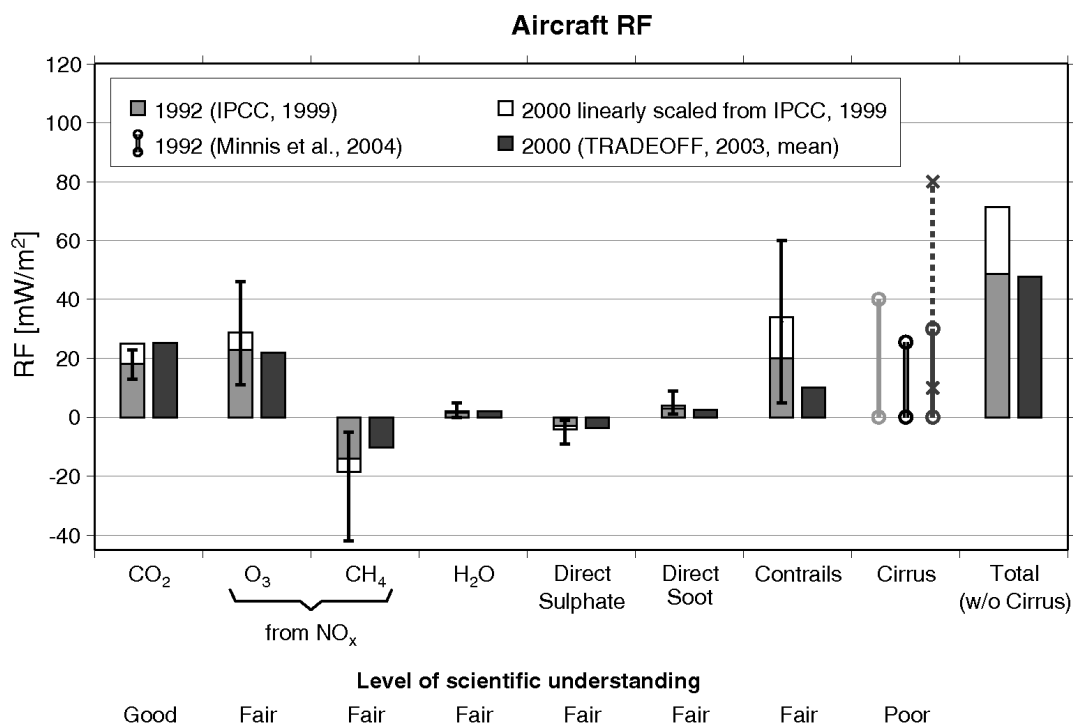 Aircraft RF
120
100
80
60
40
20
0
-20
-40
RF [mW/m²]
1992 (IPCC, 1999)
2000 linearly scaled from IPCC, 1999
1992 (Minnis et al., 2004)
2000 (TRADEOFF, 2003, mean)
CO₂
O₃
CH₄
H₂O
Direct
Sulphate
Direct
Soot
Contrails
Cirrus
Total
(w/o Cirrus)
from NOₓ
Level of scientific understanding
Good Fair Fair Fair Fair Fair Fair Poor